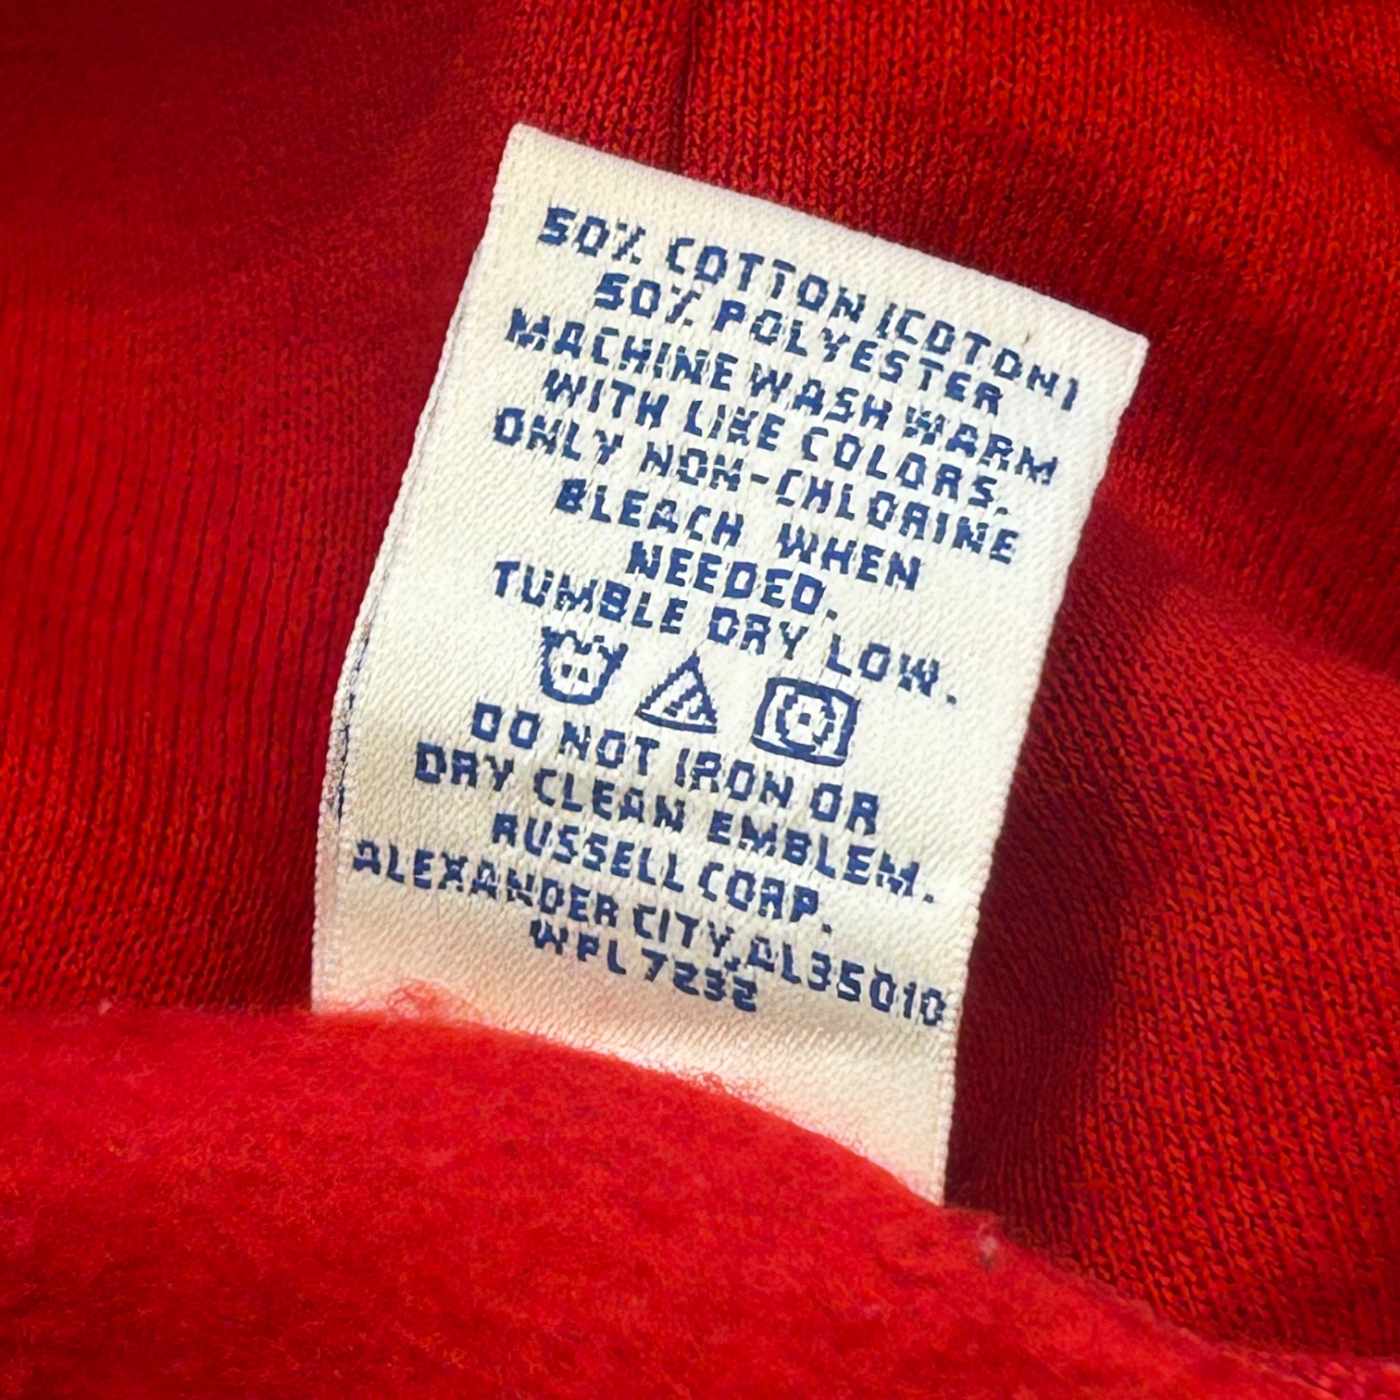 50% COTTON (COTON)
50% POLYESTER
MACHINE WASH WARM
WITH LIKE COLORS.
ONLY NON-CHLORINE
BLEACH WHEN
NEEDED.
TUMBLE DRY LOW.
DO NOT IRON OR
DRY CLEAN EMBLEM.
RUSSELL CORP.
ALEXANDER CITY,AL35010
WPL7232